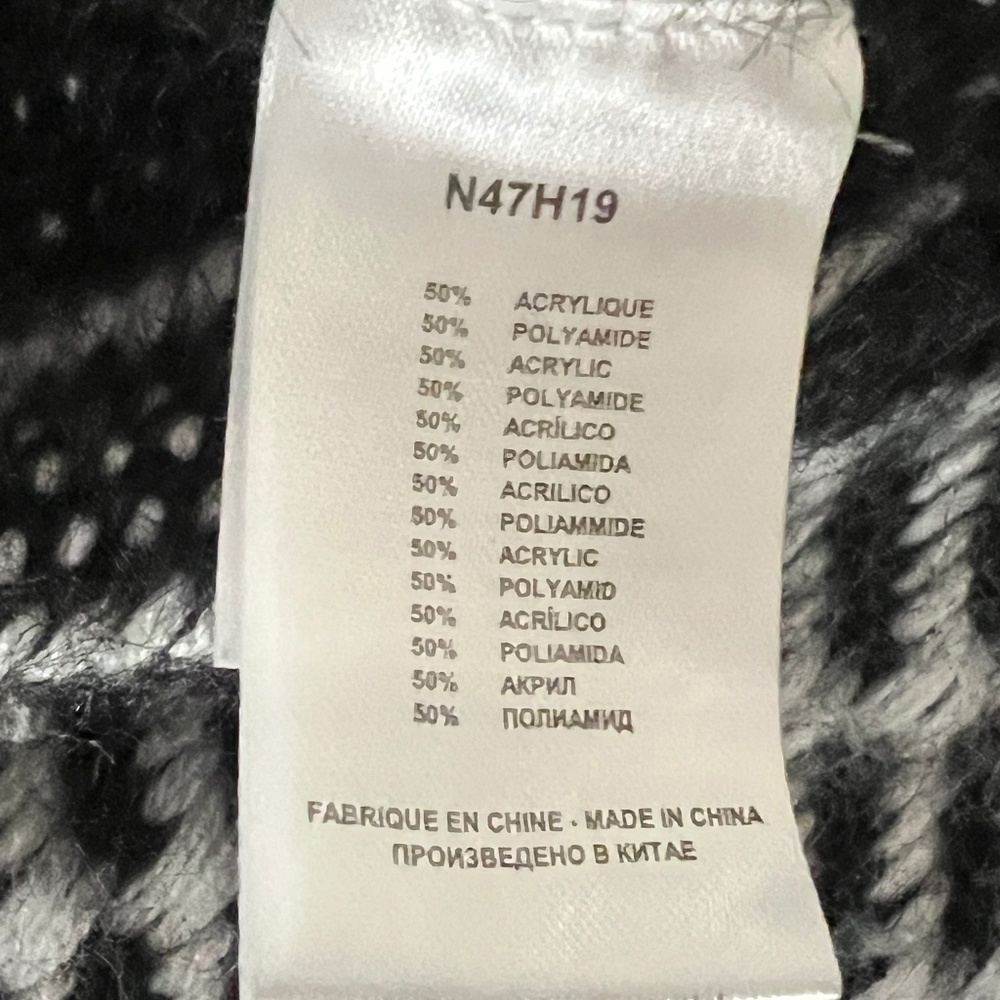 N47H19
50% ACRYLIQUE
50% POLYAMIDE
50% ACRYLIC
50% POLYAMIDE
50% ACRÍLICO
50% POLIAMIDA
50% ACRILICO
50% POLIAMMIDE
50% ACRYLIC
50% POLYAMID
50% ACRÍLICO
50% POLIAMIDA
50% АКРИЛ
50% ПОЛИАМИД
FABRIQUE EN CHINE · MADE IN CHINA
ПРОИЗВЕДЕНО В КИТАЕ